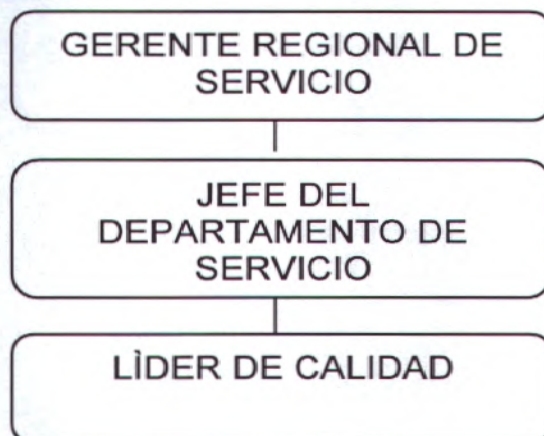 GERENTE REGIONAL DE
SERVICIO
JEFE DEL
DEPARTAMENTO DE
SERVICIO
LÌDER DE CALIDAD